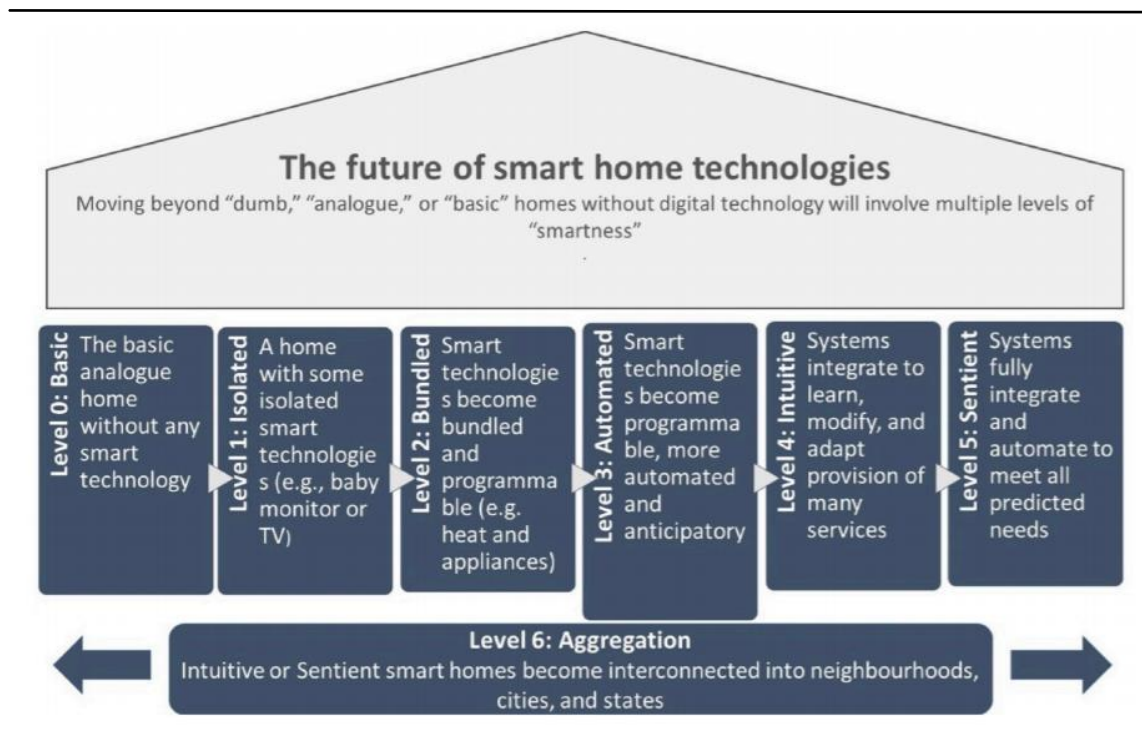 The future of smart home technologies
Moving beyond “dumb,” “analogue,” or “basic” homes without digital technology will involve multiple levels of
“smartness”
.
Level 0: Basic
The basic
analogue
home
without any
smart
technology
Level 1: Isolated
A home
with some
isolated
smart
technologie
s (e.g., baby
monitor or
TV)
Level 2: Bundled
Smart
technologie
s become
bundled
and
programma
ble (e.g.
heat and
appliances)
Level 3: Automated
Smart
technologie
s become
programma
ble, more
automated
and
anticipatory
Level 4: Intuitive
Systems
integrate to
learn,
modify, and
adapt
provision of
many
services
Level 5: Sentient
Systems
fully
integrate
and
automate to
meet all
predicted
needs
Level 6: Aggregation
Intuitive or Sentient smart homes become interconnected into neighbourhoods,
cities, and states